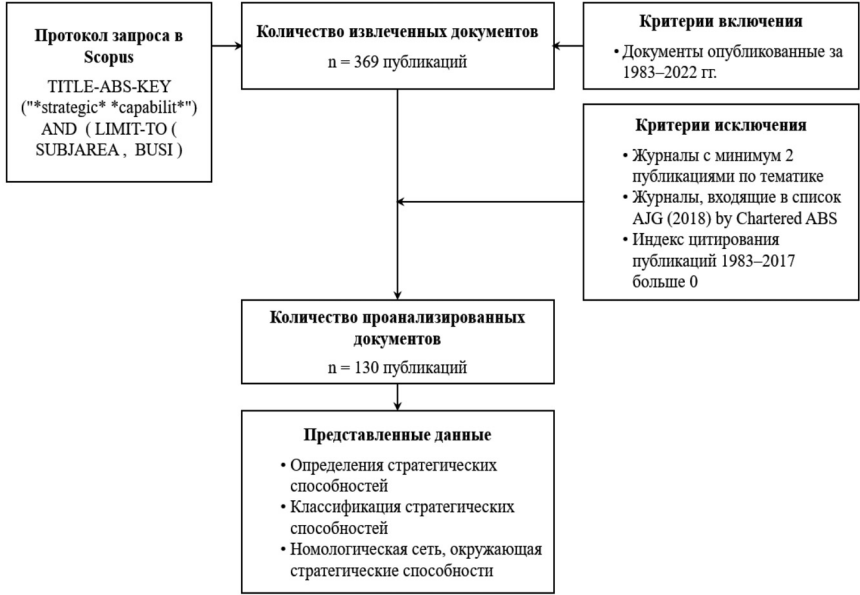 Протокол запроса в
Scopus
TITLE-ABS-KEY
("*strategic* *capabilit*")
AND ( LIMIT-TO (
SUBJAREA , BUSI )
Количество извлеченных документов
n = 369 публикаций
Критерии включения
• Документы опубликованные за
1983–2022 гг.
Критерии исключения
• Журналы с минимум 2
публикациями по тематике
• Журналы, входящие в список
AJG (2018) by Chartered ABS
• Индекс цитирования
публикаций 1983–2017
больше 0
Количество проанализированных
документов
n = 130 публикаций
Представленные данные
• Определения стратегических
способностей
• Классификация стратегических
способностей
• Номологическая сеть, окружающая
стратегические способности